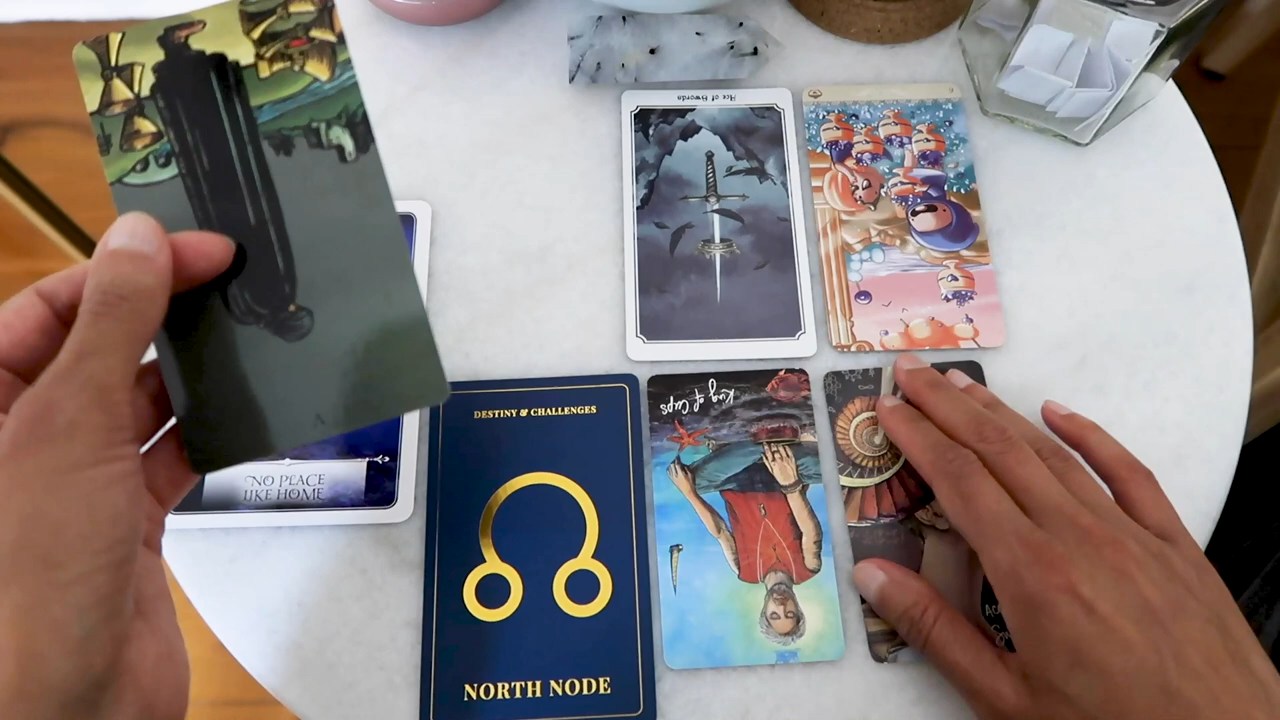 Ace of Swords
DESTINY & CHALLENGES
King of Cups
NO PLACE
LIKE HOME
NORTH NODE